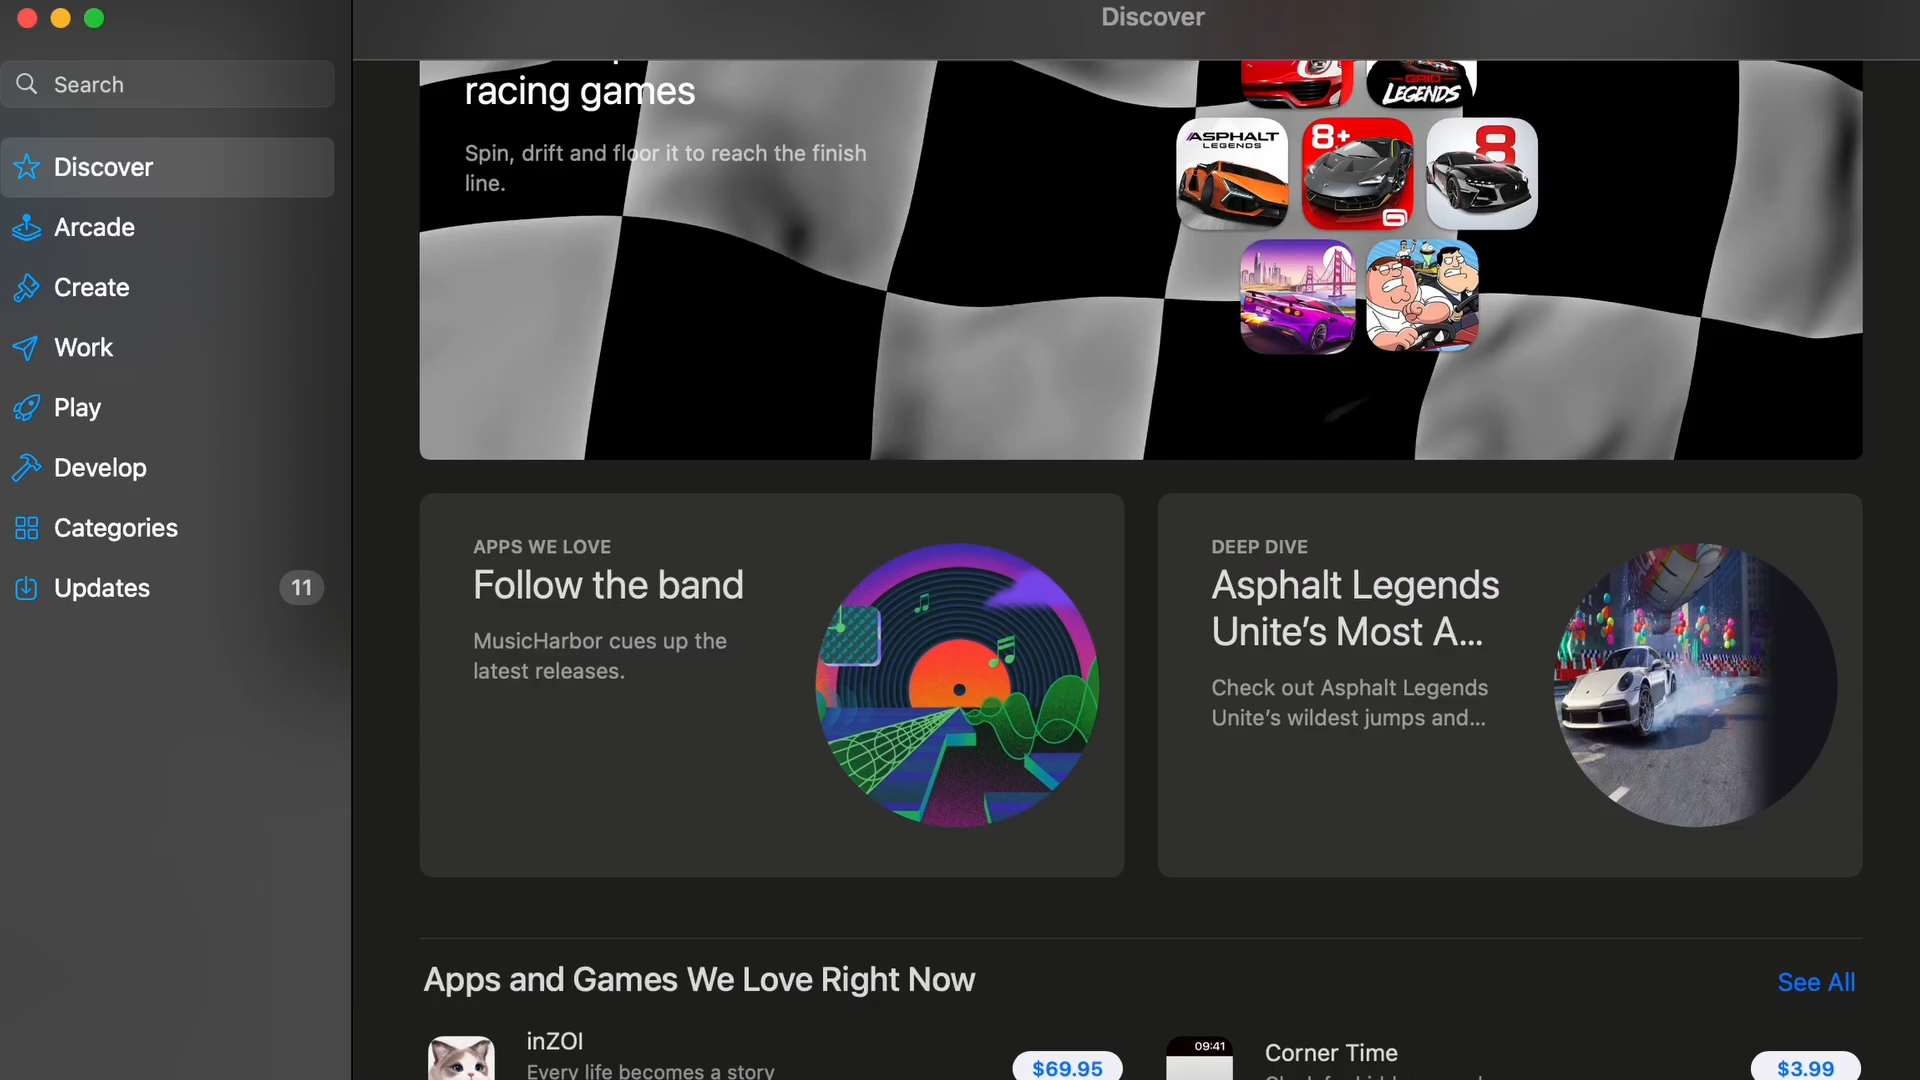 Discover
Search
Discover
Arcade
Create
Work
Play
Develop
Categories
Updates
11
racing games
Spin, drift and floor it to reach the finish
line.
GRID
LEGENDS
ASPHALT
LEGENDS
8+
8
APPS WE LOVE
Follow the band
MusicHarbor cues up the
latest releases.
DEEP DIVE
Asphalt Legends
Unite’s Most A...
Check out Asphalt Legends
Unite’s wildest jumps and...
Apps and Games We Love Right Now
See All
inZOI
Every life becomes a story
$69.95
09:41
Corner Time
$3.99